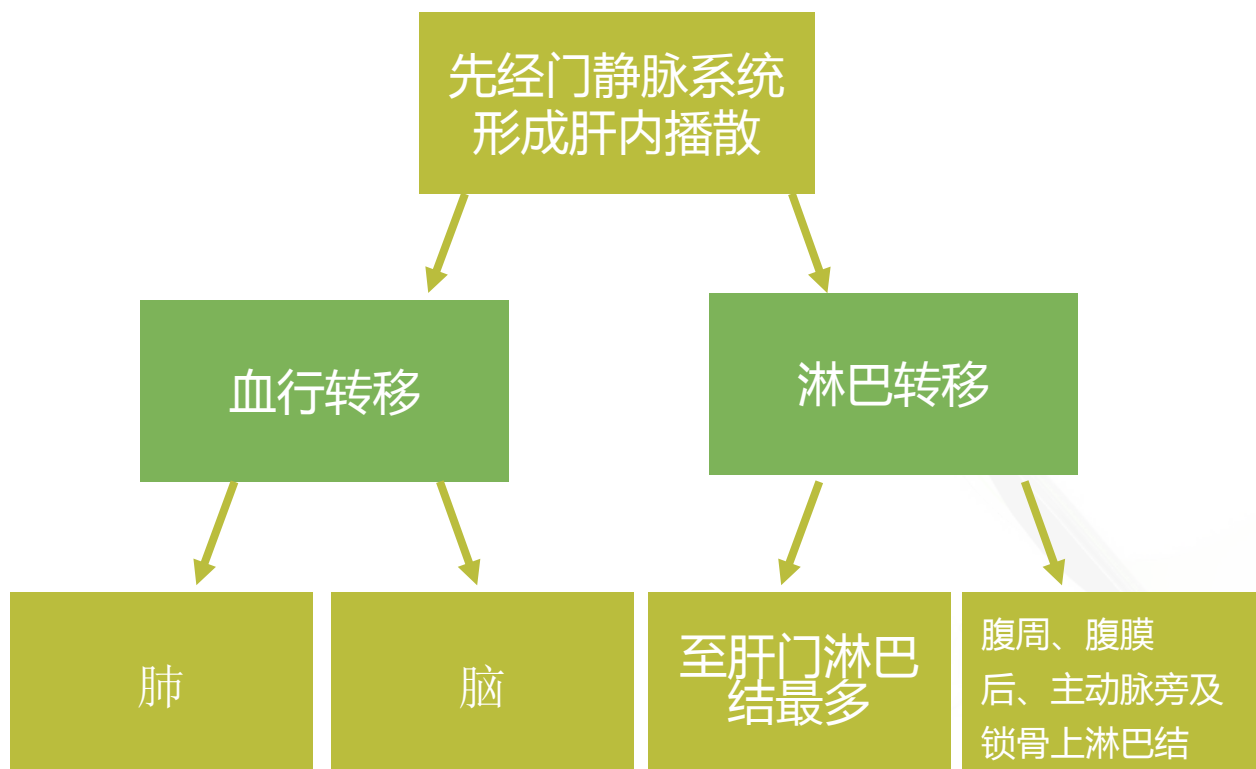 先经门静脉系统
形成肝内播散
血行转移
淋巴转移
肺
脑
至肝门淋巴
结最多
腹周、腹膜
后、主动脉旁及
锁骨上淋巴结